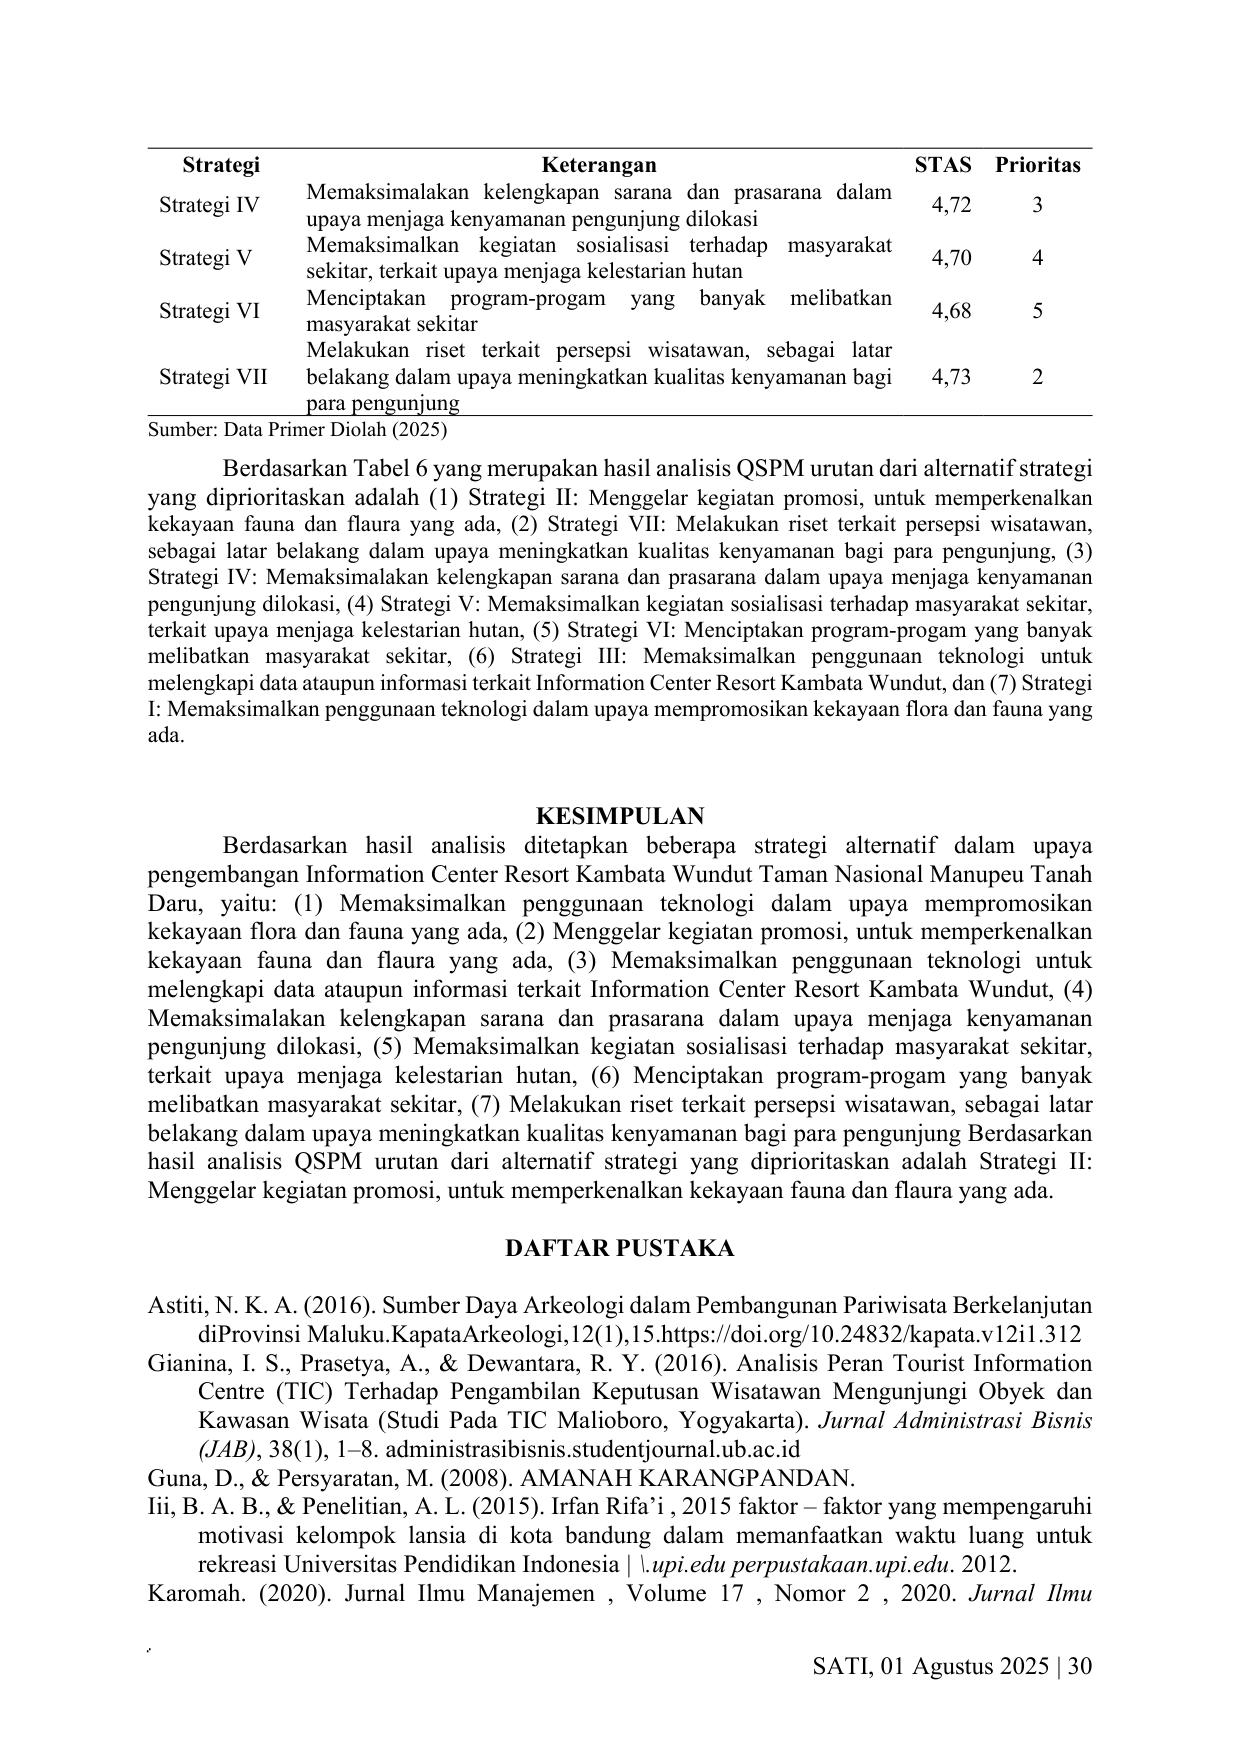 Strategi Keterangan STAS Prioritas
Strategi IV Memaksimalakan kelengkapan sarana dan prasarana dalam upaya menjaga kenyamanan pengunjung dilokasi 4,72 3
Strategi V Memaksimalkan kegiatan sosialisasi terhadap masyarakat sekitar, terkait upaya menjaga kelestarian hutan 4,70 4
Strategi VI Menciptakan program-progam yang banyak melibatkan masyarakat sekitar 4,68 5
Strategi VII Melakukan riset terkait persepsi wisatawan, sebagai latar belakang dalam upaya meningkatkan kualitas kenyamanan bagi para pengunjung 4,73 2
Sumber: Data Primer Diolah (2025)
Berdasarkan Tabel 6 yang merupakan hasil analisis QSPM urutan dari alternatif strategi
yang diprioritaskan adalah (1) Strategi II: Menggelar kegiatan promosi, untuk memperkenalkan
kekayaan fauna dan flaura yang ada, (2) Strategi VII: Melakukan riset terkait persepsi wisatawan,
sebagai latar belakang dalam upaya meningkatkan kualitas kenyamanan bagi para pengunjung, (3)
Strategi IV: Memaksimalakan kelengkapan sarana dan prasarana dalam upaya menjaga kenyamanan
pengunjung dilokasi, (4) Strategi V: Memaksimalkan kegiatan sosialisasi terhadap masyarakat sekitar,
terkait upaya menjaga kelestarian hutan, (5) Strategi VI: Menciptakan program-progam yang banyak
melibatkan masyarakat sekitar, (6) Strategi III: Memaksimalkan penggunaan teknologi untuk
melengkapi data ataupun informasi terkait Information Center Resort Kambata Wundut, dan (7) Strategi
I: Memaksimalkan penggunaan teknologi dalam upaya mempromosikan kekayaan flora dan fauna yang
ada.
KESIMPULAN
Berdasarkan hasil analisis ditetapkan beberapa strategi alternatif dalam upaya
pengembangan Information Center Resort Kambata Wundut Taman Nasional Manupeu Tanah
Daru, yaitu: (1) Memaksimalkan penggunaan teknologi dalam upaya mempromosikan
kekayaan flora dan fauna yang ada, (2) Menggelar kegiatan promosi, untuk memperkenalkan
kekayaan fauna dan flaura yang ada, (3) Memaksimalkan penggunaan teknologi untuk
melengkapi data ataupun informasi terkait Information Center Resort Kambata Wundut, (4)
Memaksimalakan kelengkapan sarana dan prasarana dalam upaya menjaga kenyamanan
pengunjung dilokasi, (5) Memaksimalkan kegiatan sosialisasi terhadap masyarakat sekitar,
terkait upaya menjaga kelestarian hutan, (6) Menciptakan program-progam yang banyak
melibatkan masyarakat sekitar, (7) Melakukan riset terkait persepsi wisatawan, sebagai latar
belakang dalam upaya meningkatkan kualitas kenyamanan bagi para pengunjung Berdasarkan
hasil analisis QSPM urutan dari alternatif strategi yang diprioritaskan adalah Strategi II:
Menggelar kegiatan promosi, untuk memperkenalkan kekayaan fauna dan flaura yang ada.
DAFTAR PUSTAKA
Astiti, N. K. A. (2016). Sumber Daya Arkeologi dalam Pembangunan Pariwisata Berkelanjutan
diProvinsi Maluku.KapataArkeologi,12(1),15.https://doi.org/10.24832/kapata.v12i1.312
Gianina, I. S., Prasetya, A., & Dewantara, R. Y. (2016). Analisis Peran Tourist Information
Centre (TIC) Terhadap Pengambilan Keputusan Wisatawan Mengunjungi Obyek dan
Kawasan Wisata (Studi Pada TIC Malioboro, Yogyakarta). Jurnal Administrasi Bisnis
(JAB), 38(1), 1–8. administrasibisnis.studentjournal.ub.ac.id
Guna, D., & Persyaratan, M. (2008). AMANAH KARANGPANDAN.
Iii, B. A. B., & Penelitian, A. L. (2015). Irfan Rifa’i , 2015 faktor – faktor yang mempengaruhi
motivasi kelompok lansia di kota bandung dalam memanfaatkan waktu luang untuk
rekreasi Universitas Pendidikan Indonesia | \.upi.edu perpustakaan.upi.edu. 2012.
Karomah. (2020). Jurnal Ilmu Manajemen , Volume 17 , Nomor 2 , 2020. Jurnal Ilmu
SATI, 01 Agustus 2025 | 30